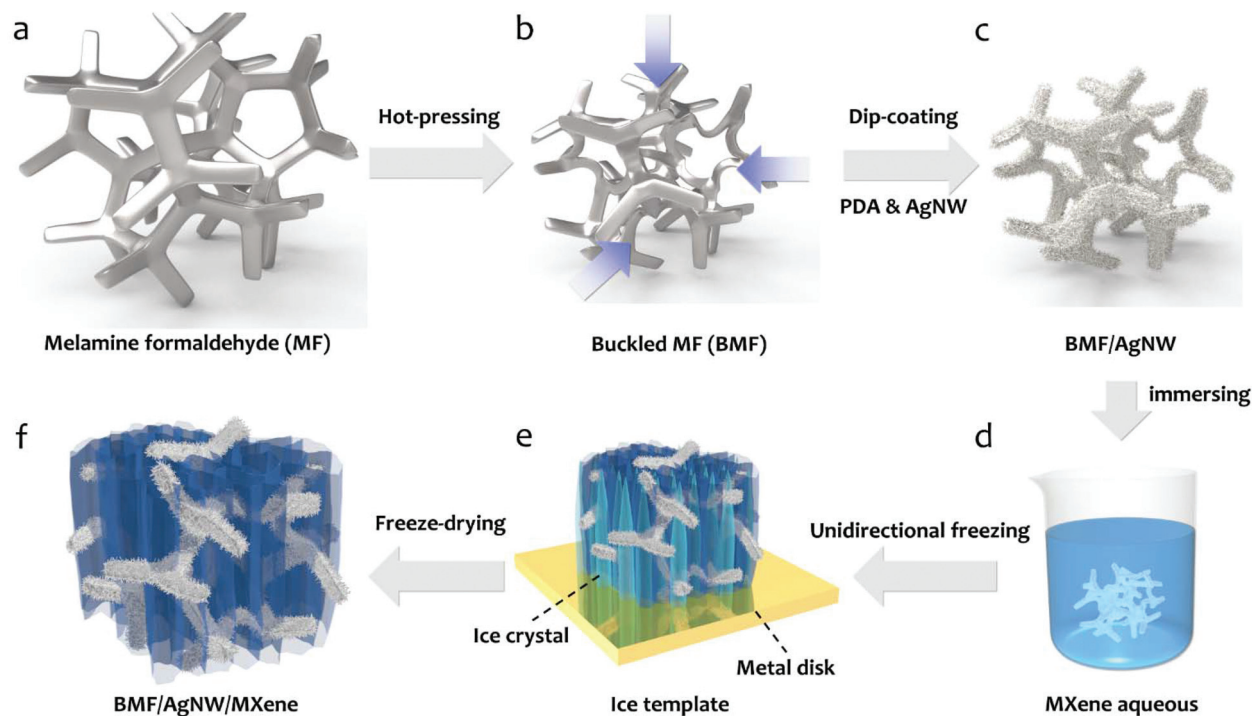 a
b
c
Hot-pressing
Dip-coating
PDA & AgNW
Melamine formaldehyde (MF)
Buckled MF (BMF)
BMF/AgNW
immersing
f
e
d
Freeze-drying
Unidirectional freezing
Ice crystal
Metal disk
BMF/AgNW/MXene
Ice template
MXene aqueous